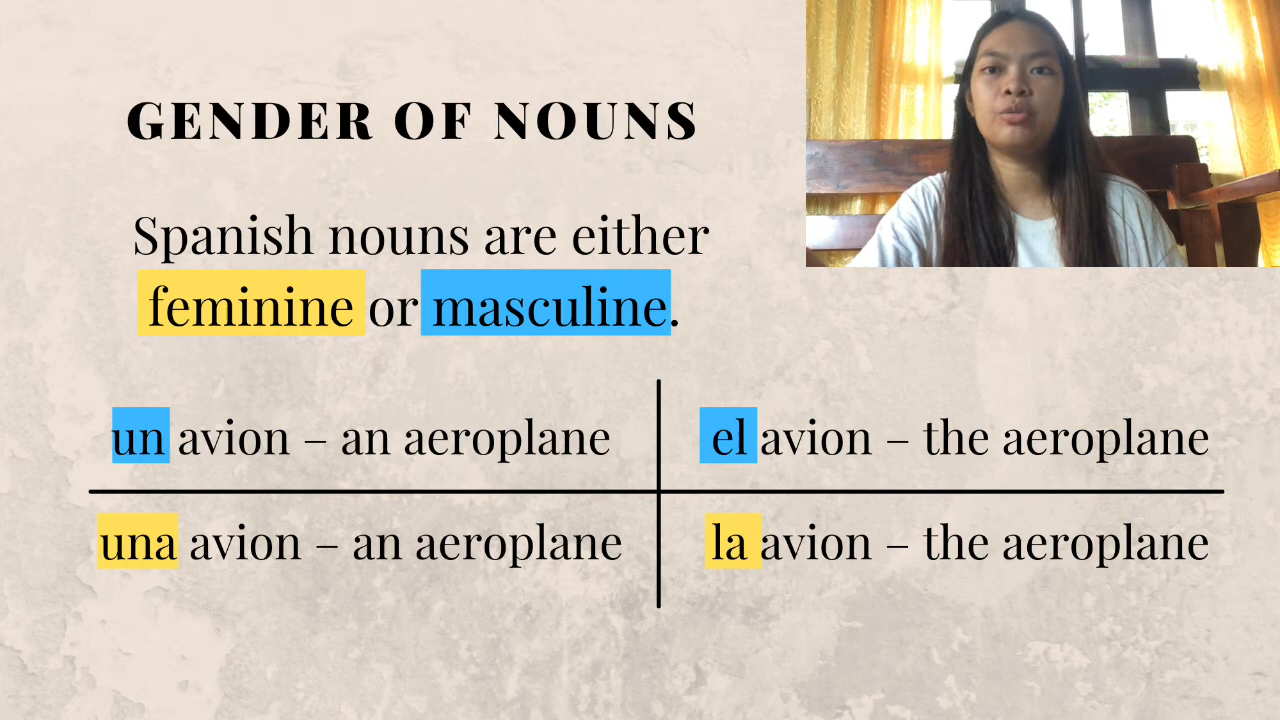 GENDER OF NOUNS
Spanish nouns are either
feminine or masculine.
un avion – an aeroplane
el avion – the aeroplane
una avion – an aeroplane
la avion – the aeroplane